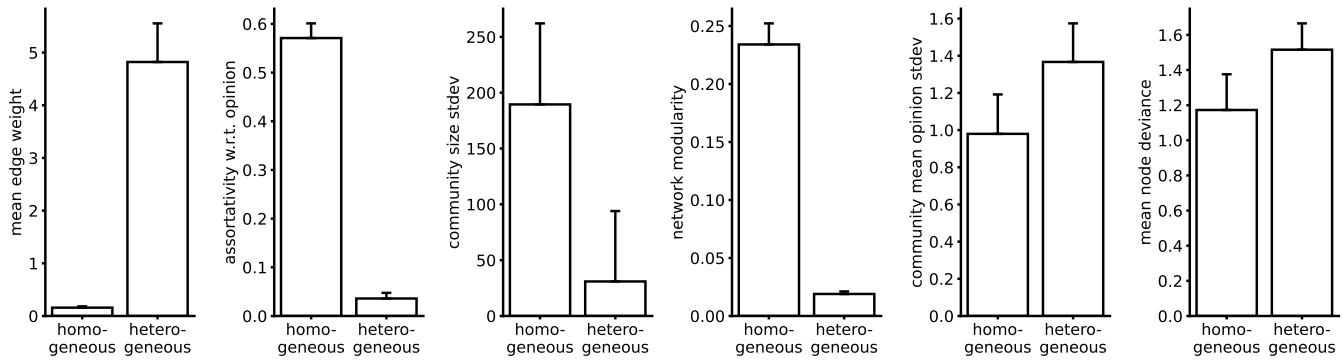 mean edge weight
5
4
3
2
1
0
homo-
geneous
hetero-
geneous
assortativity w.r.t. opinion
0.6
0.5
0.4
0.3
0.2
0.1
0.0
homo-
geneous
hetero-
geneous
community size stdev
250
200
150
100
50
0
homo-
geneous
hetero-
geneous
network modularity
0.25
0.20
0.15
0.10
0.05
0.00
homo-
geneous
hetero-
geneous
community mean opinion stdev
1.6
1.4
1.2
1.0
0.8
0.6
0.4
0.2
0.0
homo-
geneous
hetero-
geneous
mean node deviance
1.6
1.4
1.2
1.0
0.8
0.6
0.4
0.2
0.0
homo-
geneous
hetero-
geneous